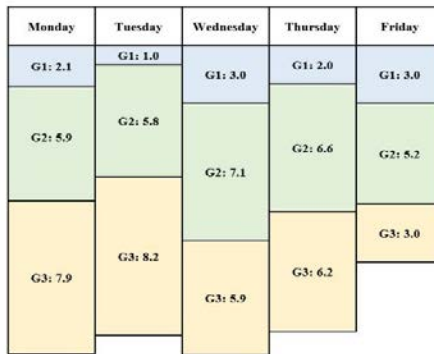 Monday Tuesday Wednesday Thursday Friday
G1: 2.1 G1: 1.0 G1: 3.0 G1: 2.0 G1: 3.0
G2: 5.9 G2: 5.8 G2: 7.1 G2: 6.6 G2: 5.2
G3: 7.9 G3: 8.2 G3: 5.9 G3: 6.2 G3: 3.0